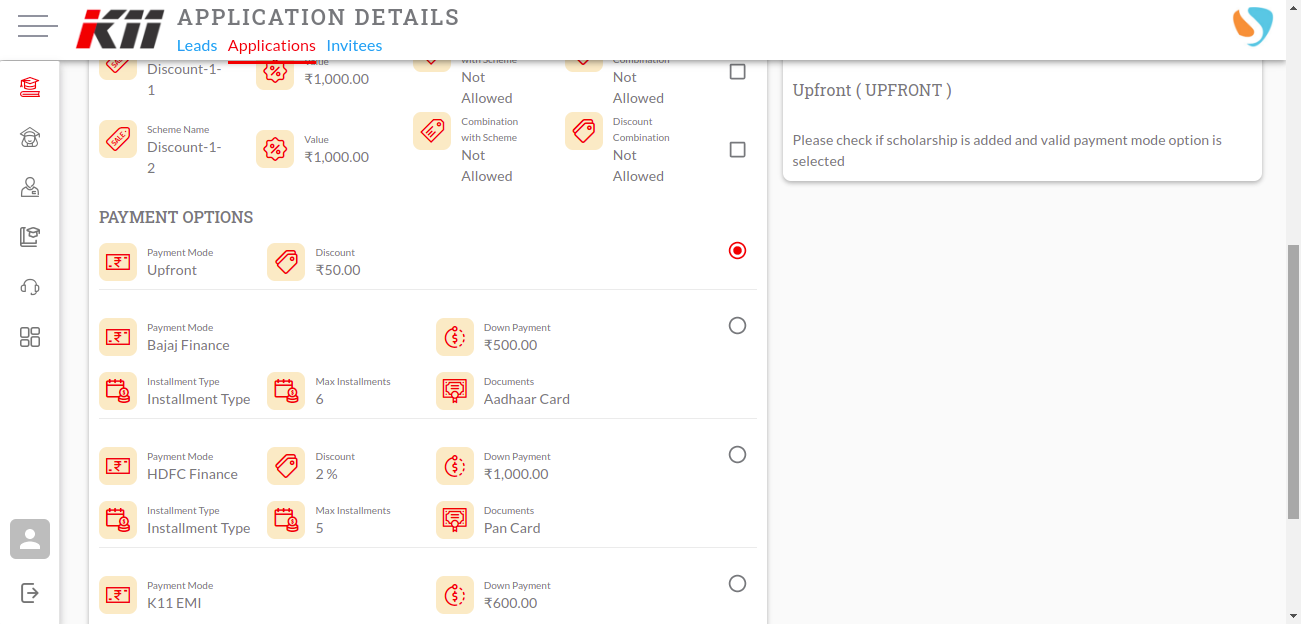 K11
APPLICATION DETAILS
Leads Applications Invitees
Discount-1-
1
Value
₹1,000.00
with Scheme
Not
Allowed
Combination
Not
Allowed
Scheme Name
Discount-1-
2
SALE
Value
₹1,000.00
Combination
with Scheme
Not
Allowed
Discount
Combination
Not
Allowed
PAYMENT OPTIONS
Payment Mode
Upfront
Discount
₹50.00
Payment Mode
Bajaj Finance
Down Payment
₹500.00
Installment Type
Installment Type
Max Installments
6
Documents
Aadhaar Card
Payment Mode
HDFC Finance
Discount
2 %
Down Payment
₹1,000.00
Installment Type
Installment Type
Max Installments
5
Documents
Pan Card
Payment Mode
K11 EMI
Down Payment
₹600.00
Upfront ( UPFRONT )
Please check if scholarship is added and valid payment mode option is
selected